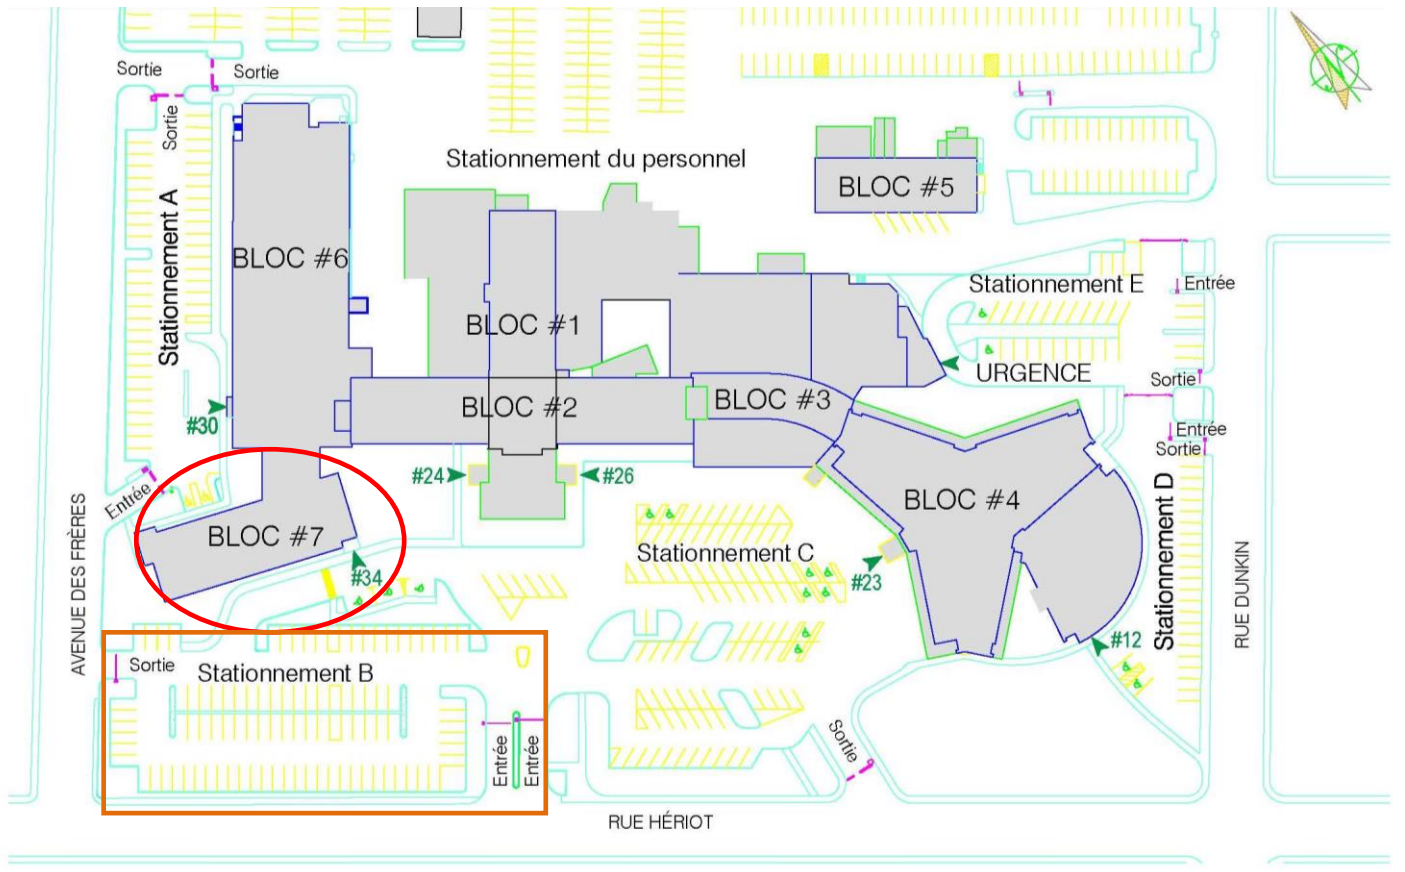 Sortie
Sortie
Sortie
Stationnement du personnel
BLOC #5
Stationnement A
BLOC #6
Stationnement E
Entrée
BLOC #1
URGENCE
Sortie
BLOC #2
BLOC #3
#30
Entrée
Sortie
#24
#26
Entrée
BLOC #4
Stationnement D
AVENUE DES FRÈRES
BLOC #7
Stationnement C
#34
#23
RUE DUNKIN
#12
Sortie
Stationnement B
Entrée
Entrée
Sortie
RUE HÉRIOT